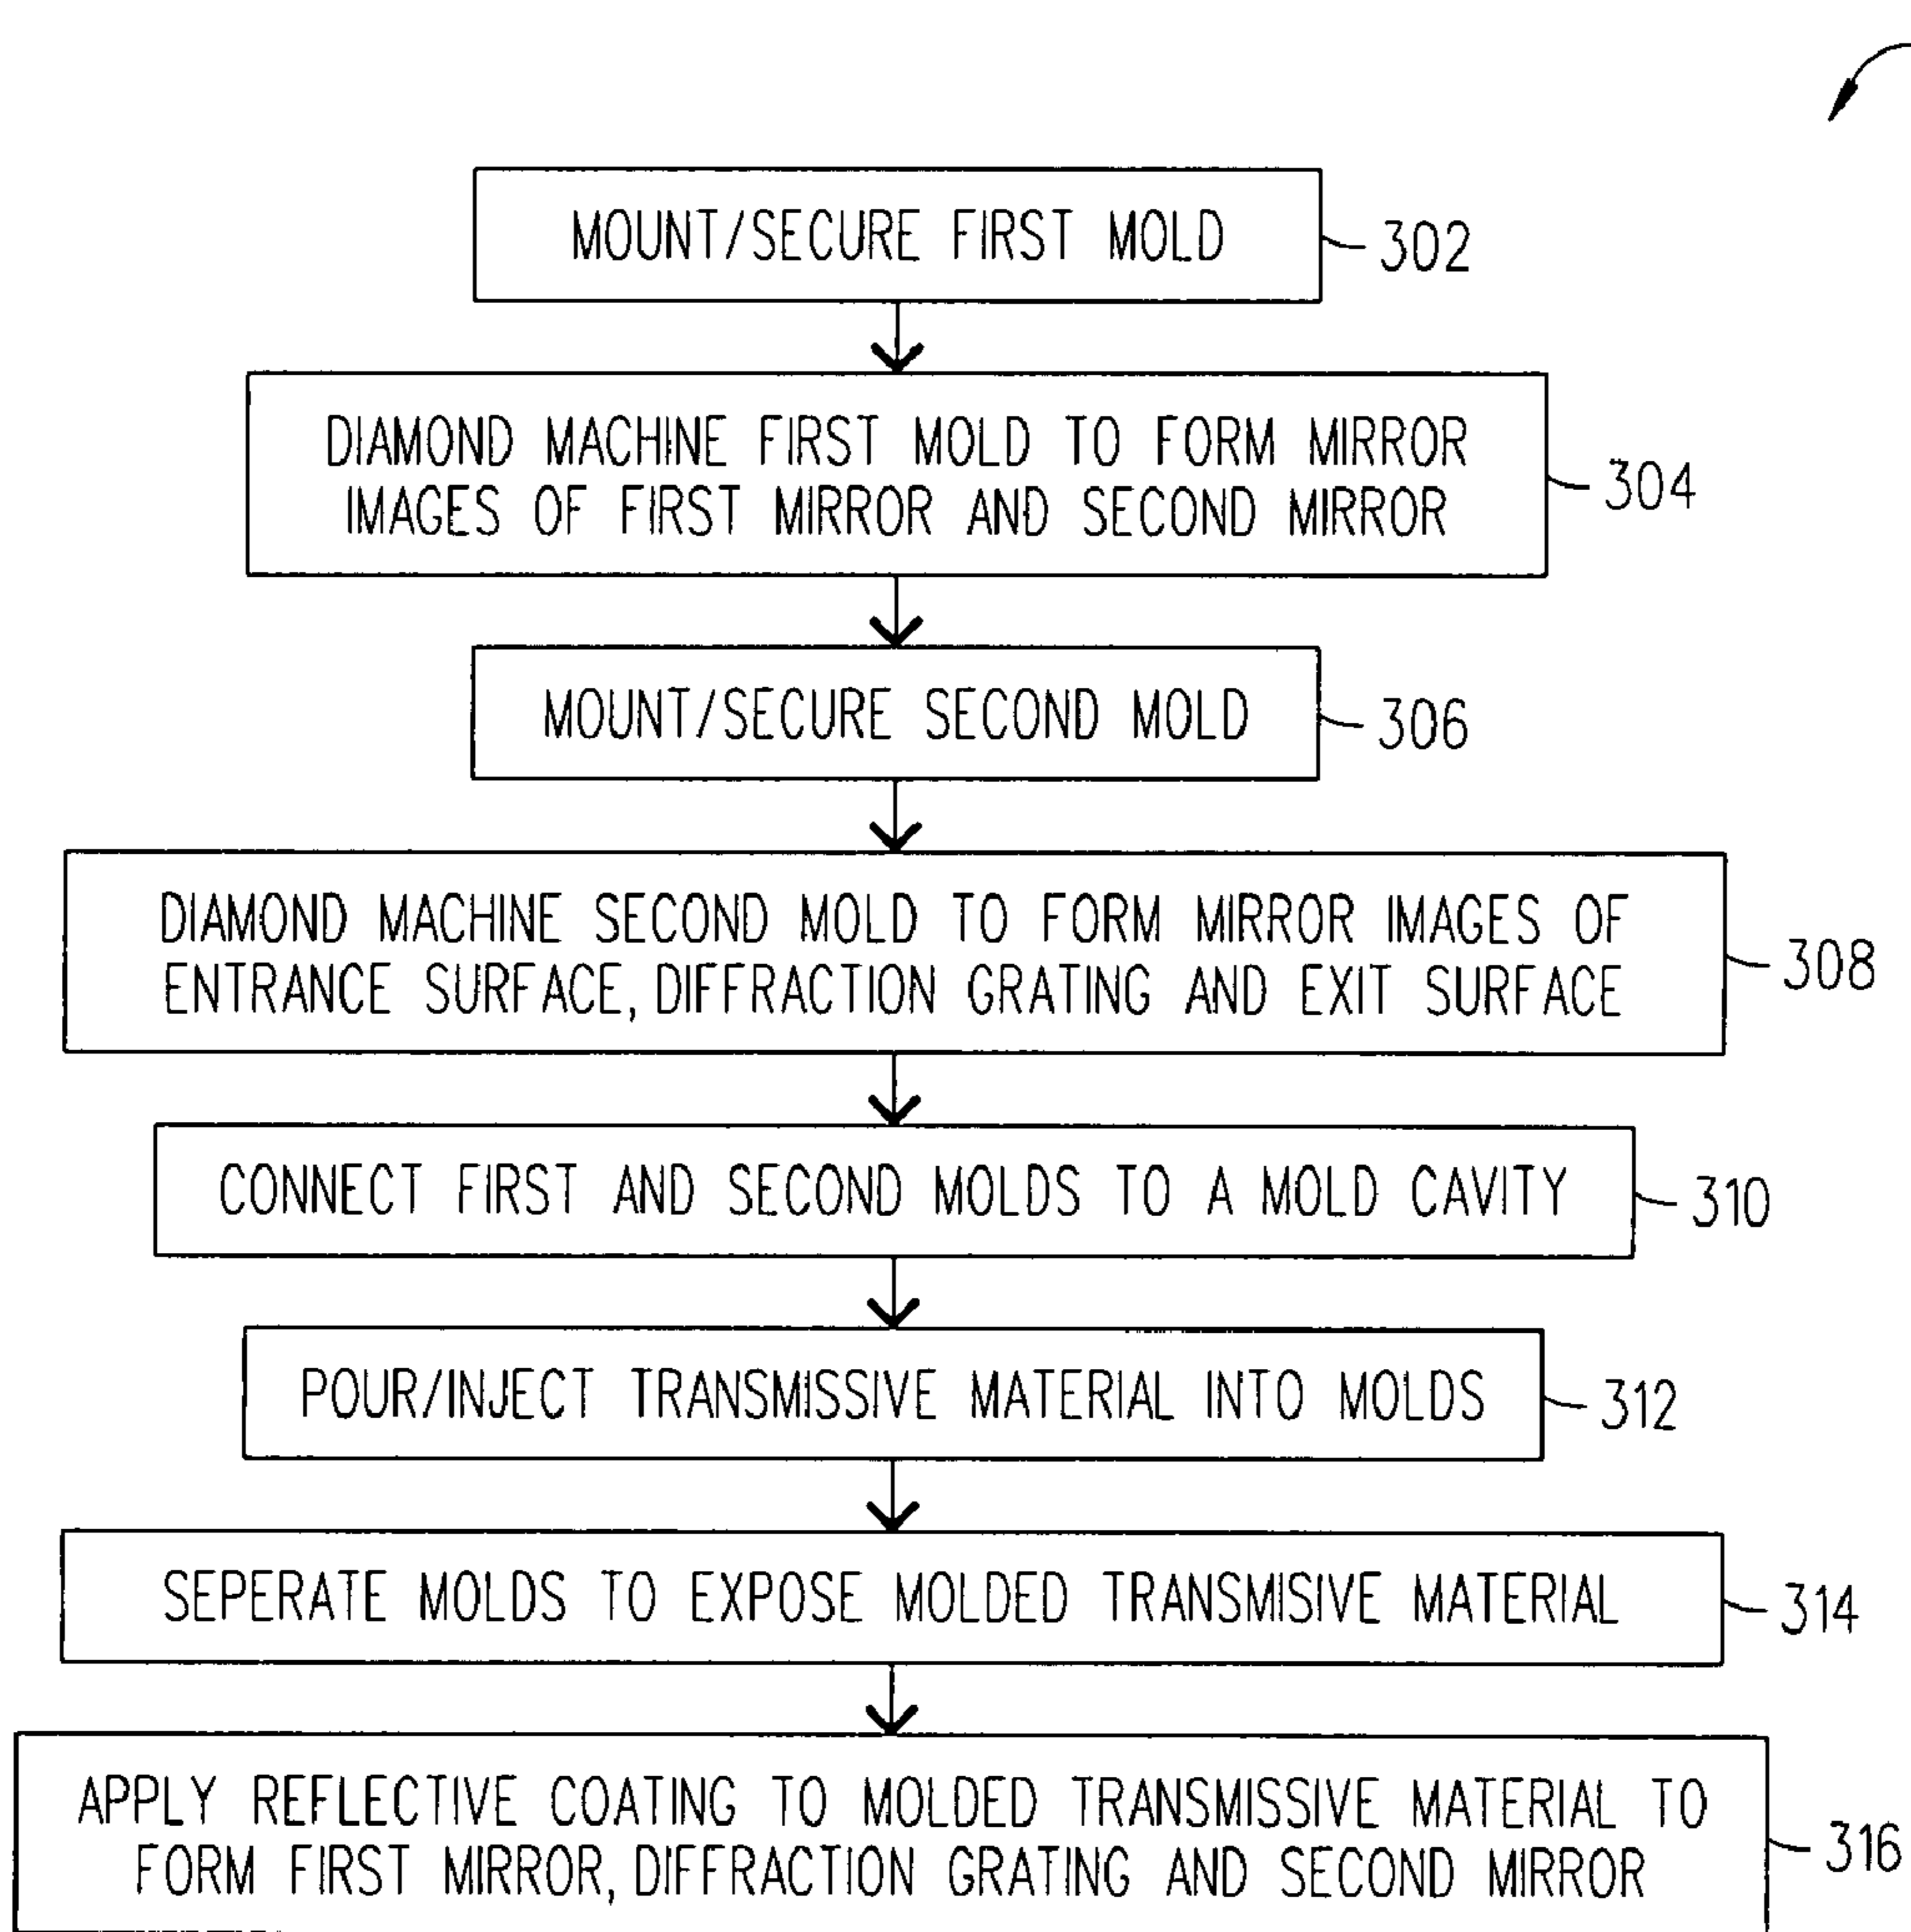 MOUNT/SECURE FIRST MOLD
302
DIAMOND MACHINE FIRST MOLD TO FORM MIRROR
IMAGES OF FIRST MIRROR AND SECOND MIRROR
304
MOUNT/SECURE SECOND MOLD
306
DIAMOND MACHINE SECOND MOLD TO FORM MIRROR IMAGES OF
ENTRANCE SURFACE, DIFFRACTION GRATING AND EXIT SURFACE
308
CONNECT FIRST AND SECOND MOLDS TO A MOLD CAVITY
310
POUR/INJECT TRANSMISSIVE MATERIAL INTO MOLDS
312
SEPERATE MOLDS TO EXPOSE MOLDED TRANSMISIVE MATERIAL
314
APPLY REFLECTIVE COATING TO MOLDED TRANSMISSIVE MATERIAL TO
FORM FIRST MIRROR, DIFFRACTION GRATING AND SECOND MIRROR
316